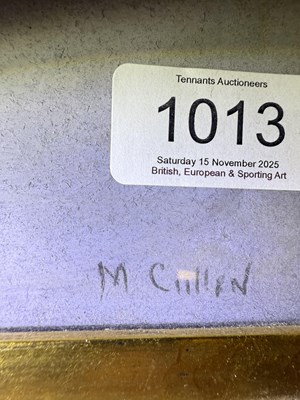 Tennants Auctioneers
1013
Saturday 15 November 2025
British, European & Sporting Art
M Cullen